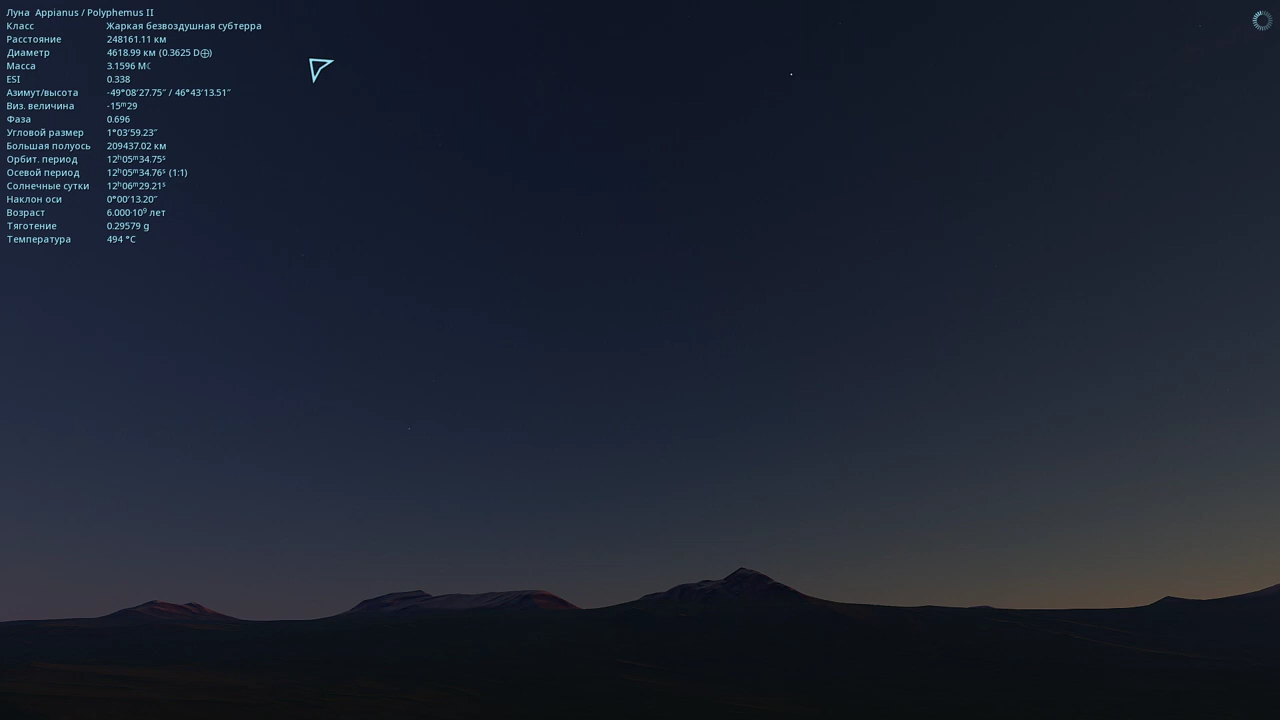 Луна Appianus / Polyphemus II
Класс Жаркая безвоздушная субтерра
Расстояние 248161.11 км
Диаметр 4618.99 км (0.3625 D⊕)
Масса 3.1596 M☾
ESI 0.338
Азимут/высота -49°08′27.75″ / 46°43′13.51″
Виз. величина -15ᵐ29
Фаза 0.696
Угловой размер 1°03′59.23″
Большая полуось 209437.02 км
Орбит. период 12ʰ05ᵐ34.75ˢ
Осевой период 12ʰ05ᵐ34.76ˢ (1:1)
Солнечные сутки 12ʰ06ᵐ29.21ˢ
Наклон оси 0°00′13.20″
Возраст 6.000·10⁹ лет
Тяготение 0.29579 g
Температура 494 °C